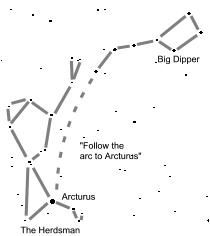 Big Dipper
"Follow the
arc to Arcturus"
Arcturus
The Herdsman